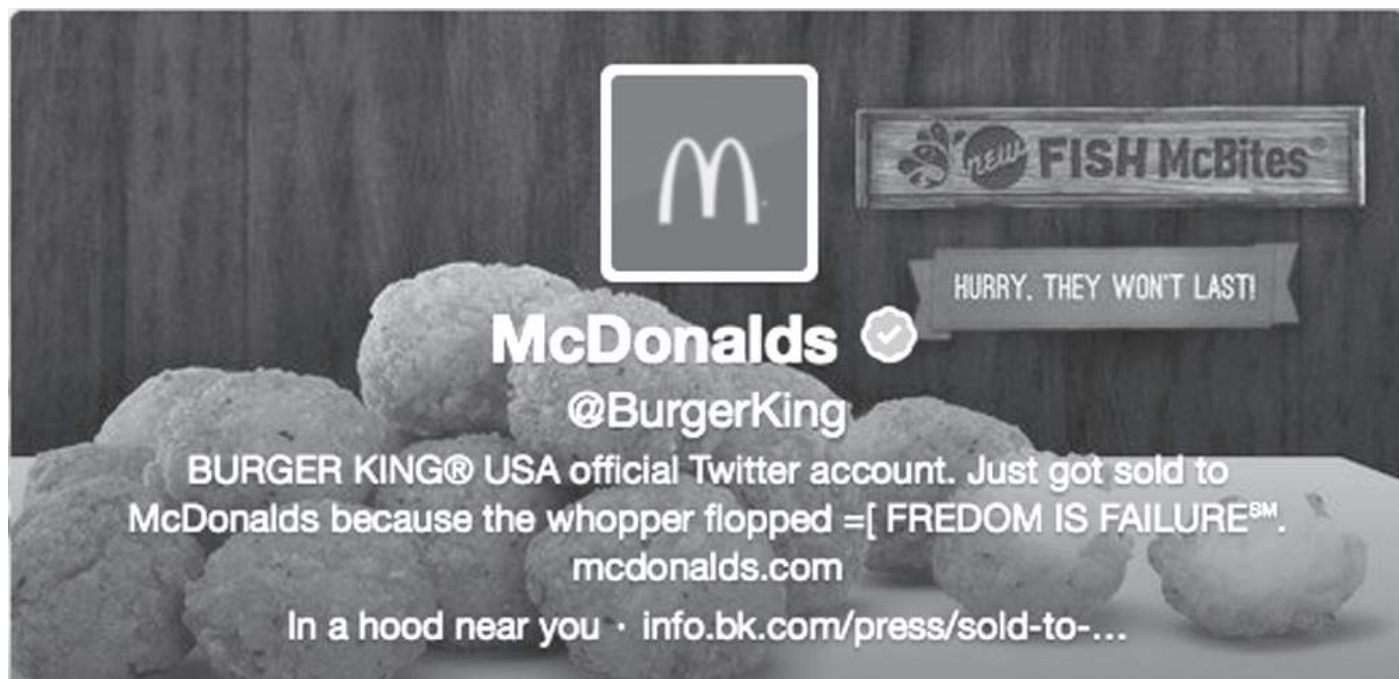 new FISH McBites®
HURRY, THEY WON'T LAST!
McDonalds
@BurgerKing
BURGER KING® USA official Twitter account. Just got sold to
McDonalds because the whopper flopped =[ FREDOM IS FAILURE℠.
mcdonalds.com
In a hood near you · info.bk.com/press/sold-to-...